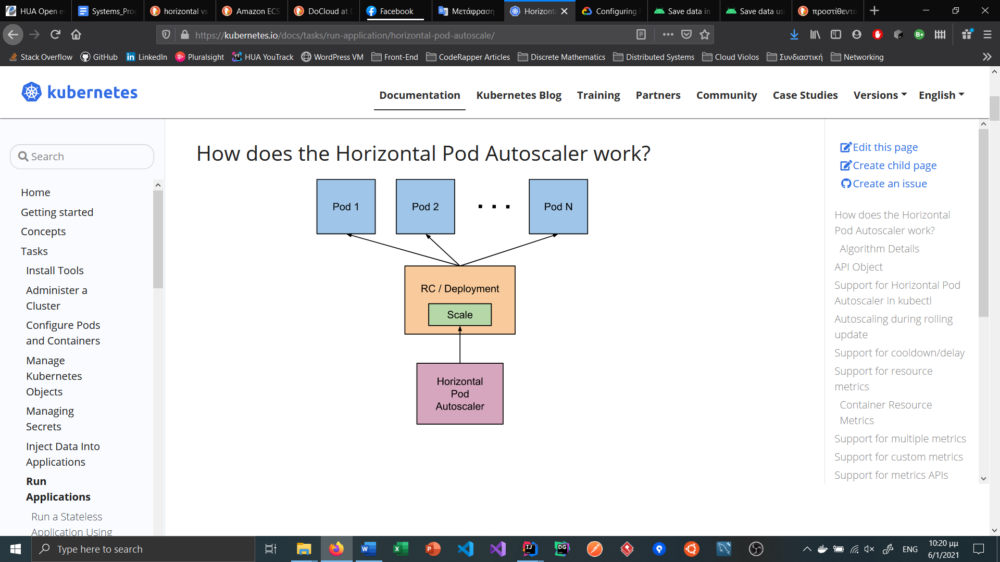 HUA Open e
Systems_Pro
horizontal vs
Amazon ECS
DoCloud at D
Facebook
Μετάφραση
Horizonta
Configuring
Save data in
Save data usi
προστίθεντα
https://kubernetes.io/docs/tasks/run-application/horizontal-pod-autoscale/
Stack Overflow
GitHub
LinkedIn
Pluralsight
HUA YouTrack
WordPress VM
Front-End
CodeRapper Articles
Discrete Mathematics
Distributed Systems
Cloud Violos
Συνδιαστική
Networking
kubernetes
Documentation
Kubernetes Blog
Training
Partners
Community
Case Studies
Versions
English
Search
Home
Getting started
Concepts
Tasks
Install Tools
Administer a
Cluster
Configure Pods
and Containers
Manage
Kubernetes
Objects
Managing
Secrets
Inject Data Into
Applications
Run
Applications
Run a Stateless
Application Using
How does the Horizontal Pod Autoscaler work?
Pod 1
Pod 2
. . .
Pod N
RC / Deployment
Scale
Horizontal
Pod
Autoscaler
Edit this page
Create child page
Create an issue
How does the Horizontal
Pod Autoscaler work?
Algorithm Details
API Object
Support for Horizontal Pod
Autoscaler in kubectl
Autoscaling during rolling
update
Support for cooldown/delay
Support for resource
metrics
Container Resource
Metrics
Support for multiple metrics
Support for custom metrics
Support for metrics APIs
Type here to search
ENG
10:20 μμ
6/1/2021